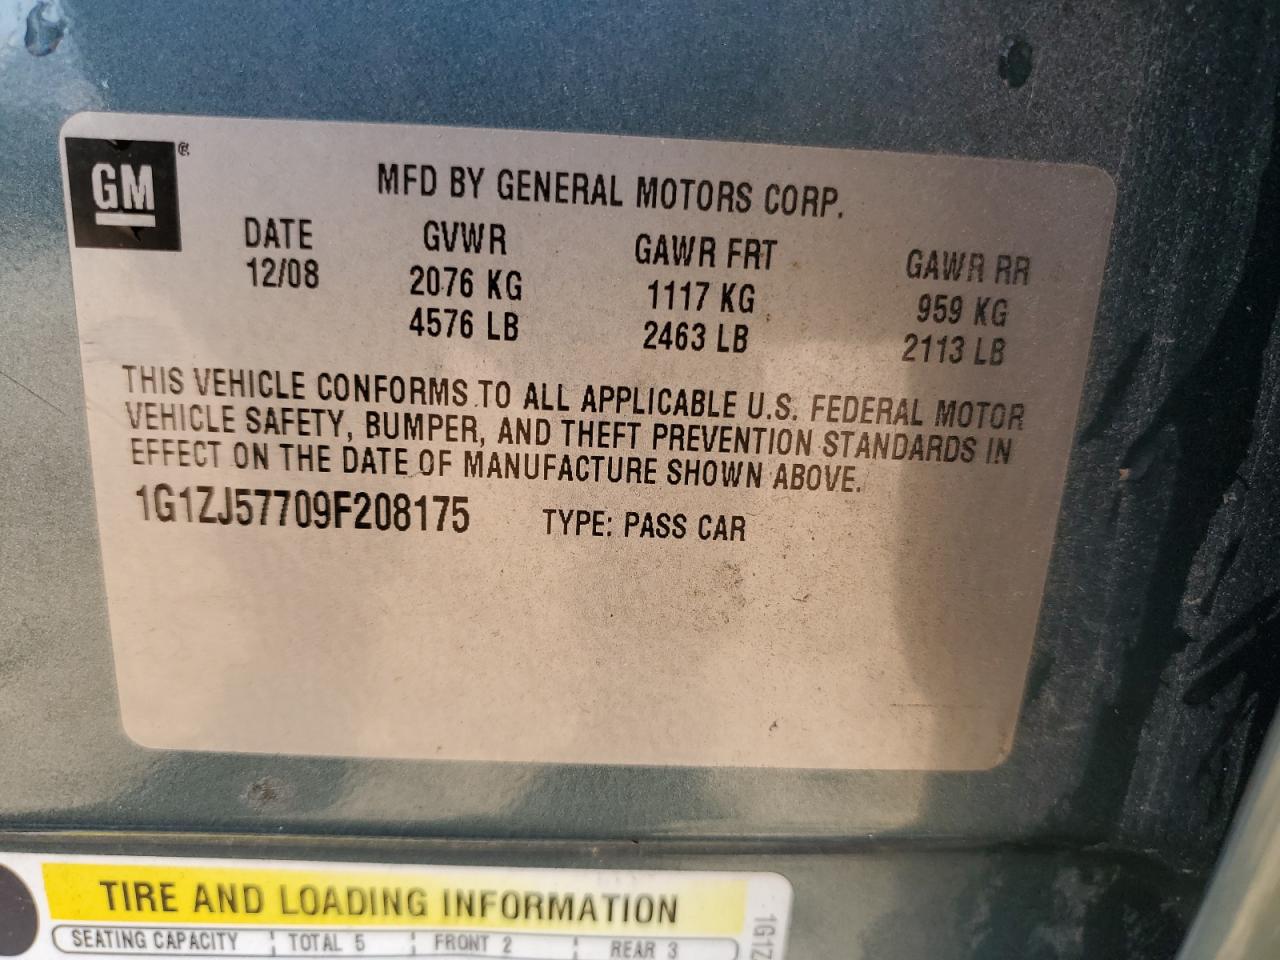 GM®
MFD BY GENERAL MOTORS CORP.
DATE GVWR GAWR FRT GAWR RR
12/08 2076 KG 1117 KG 959 KG
4576 LB 2463 LB 2113 LB
THIS VEHICLE CONFORMS TO ALL APPLICABLE U.S. FEDERAL MOTOR
VEHICLE SAFETY, BUMPER, AND THEFT PREVENTION STANDARDS IN
EFFECT ON THE DATE OF MANUFACTURE SHOWN ABOVE.
1G1ZJ57709F208175 TYPE: PASS CAR
TIRE AND LOADING INFORMATION
SEATING CAPACITY TOTAL 5 FRONT 2 REAR 3
1G1Z